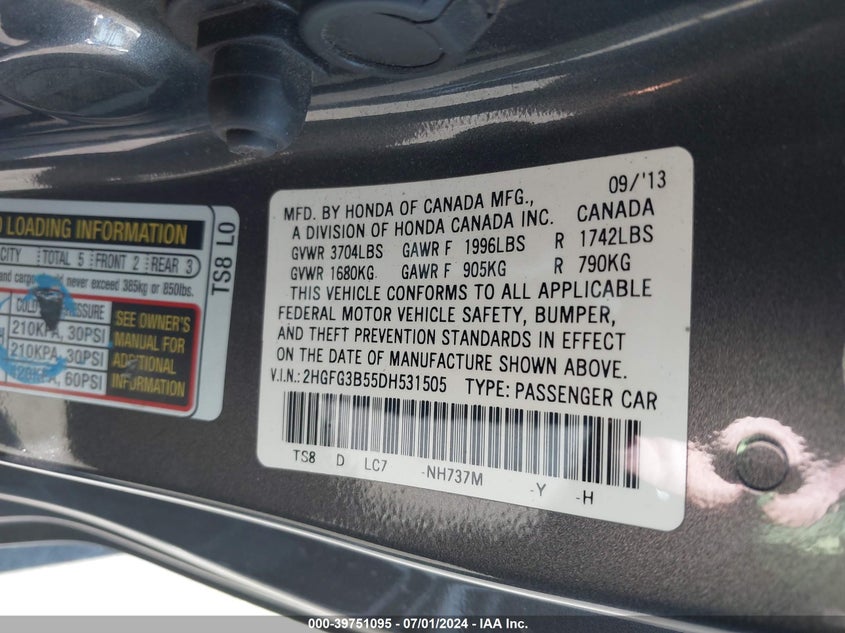 LOADING INFORMATION
CITY TOTAL 5 FRONT 2 REAR 3
and cargo should never exceed 385kg or 850lbs.
COLD PRESSURE
210KPA, 30PSI
210KPA, 30PSI
60PSI
SEE OWNER'S
MANUAL FOR
ADDITIONAL
INFORMATION
TS8 L0
09/'13
MFD. BY HONDA OF CANADA MFG.,
A DIVISION OF HONDA CANADA INC. CANADA
GVWR 3704LBS GAWR F 1996LBS R 1742LBS
GVWR 1680KG GAWR F 905KG R 790KG
THIS VEHICLE CONFORMS TO ALL APPLICABLE
FEDERAL MOTOR VEHICLE SAFETY, BUMPER,
AND THEFT PREVENTION STANDARDS IN EFFECT
ON THE DATE OF MANUFACTURE SHOWN ABOVE.
V.I.N.: 2HGFG3B55DH531505 TYPE: PASSENGER CAR
TS8 D LC7 -NH737M -Y -H
000-39751095 - 07/01/2024 - IAA Inc.